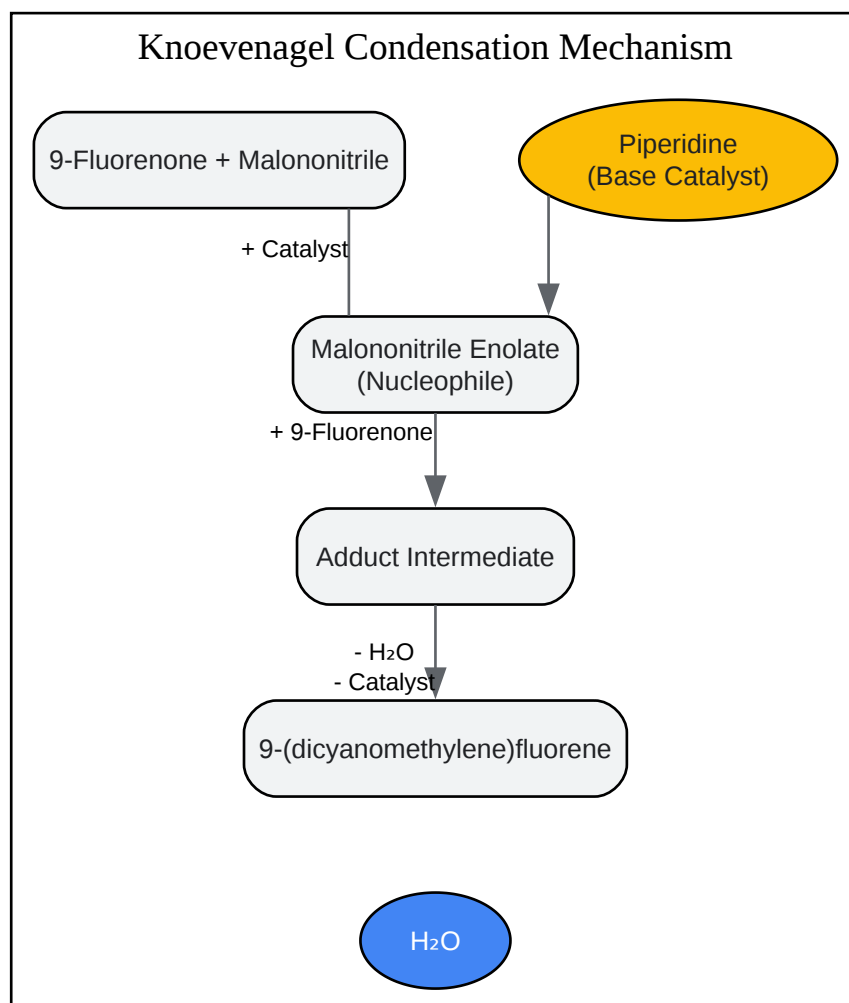 Knoevenagel Condensation Mechanism
9-Fluorenone + Malononitrile
Piperidine
(Base Catalyst)
+ Catalyst
Malononitrile Enolate
(Nucleophile)
+ 9-Fluorenone
Adduct Intermediate
- H₂O
- Catalyst
9-(dicyanomethylene)fluorene
H₂O